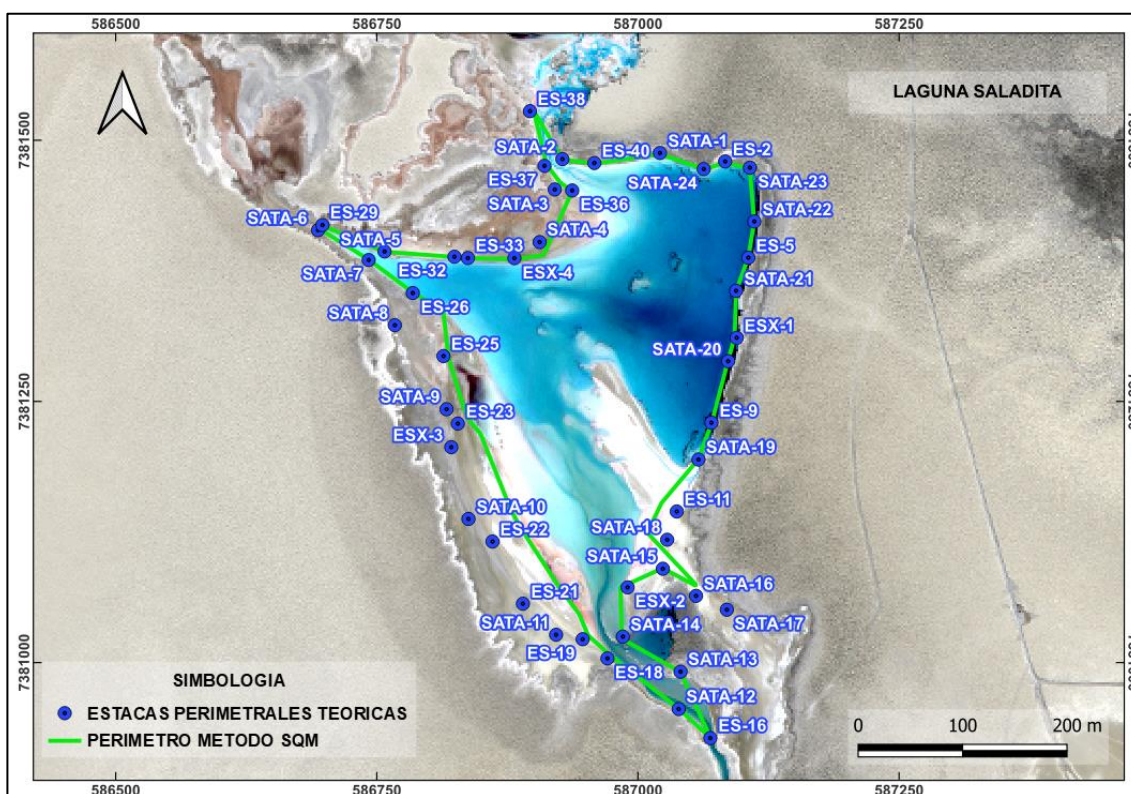 586500 586750 587000 587250
LAGUNA SALADITA
ES-38
7381500
7381500
SATA-1
ES-2
SATA-2
ES-40
SATA-24
SATA-23
ES-37
SATA-3
ES-36
SATA-22
ES-29
SATA-6
SATA-4
SATA-5
ES-33
ES-5
SATA-7
ES-32
ESX-4
SATA-21
ES-26
SATA-8
ESX-1
ES-25
SATA-20
7381250
7381250
SATA-9
ES-23
ES-9
ESX-3
SATA-19
SATA-10
ES-11
ES-22
SATA-18
SATA-15
ES-21
ESX-2
SATA-16
SATA-11
SATA-14
SATA-17
ES-19
7381000
7381000
ES-18
SATA-13
SATA-12
ES-16
SIMBOLOGIA
ESTACAS PERIMETRALES TEORICAS
PERIMETRO METODO SQM
0 100 200 m
586500 586750 587000 587250